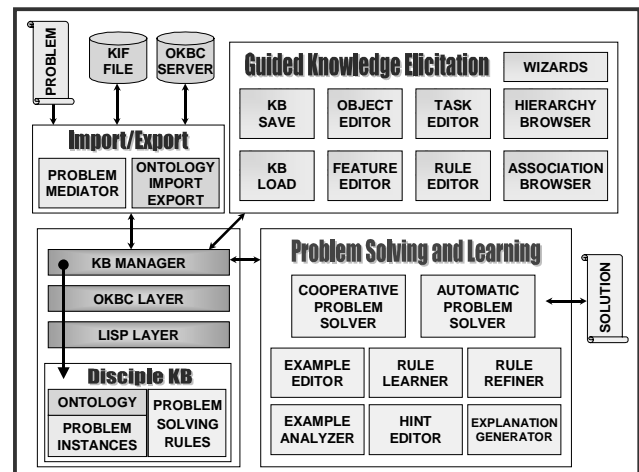 PROBLEM
KIF
FILE
OKBC
SERVER
Guided Knowledge Elicitation
WIZARDS
KB
SAVE
OBJECT
EDITOR
TASK
EDITOR
HIERARCHY
BROWSER
KB
LOAD
FEATURE
EDITOR
RULE
EDITOR
ASSOCIATION
BROWSER
Import/Export
PROBLEM
MEDIATOR
ONTOLOGY
IMPORT
EXPORT
KB MANAGER
OKBC LAYER
LISP LAYER
Disciple KB
ONTOLOGY
PROBLEM
INSTANCES
PROBLEM
SOLVING
RULES
Problem Solving and Learning
COOPERATIVE
PROBLEM
SOLVER
AUTOMATIC
PROBLEM
SOLVER
EXAMPLE
EDITOR
RULE
LEARNER
RULE
REFINER
EXAMPLE
ANALYZER
HINT
EDITOR
EXPLANATION
GENERATOR
SOLUTION